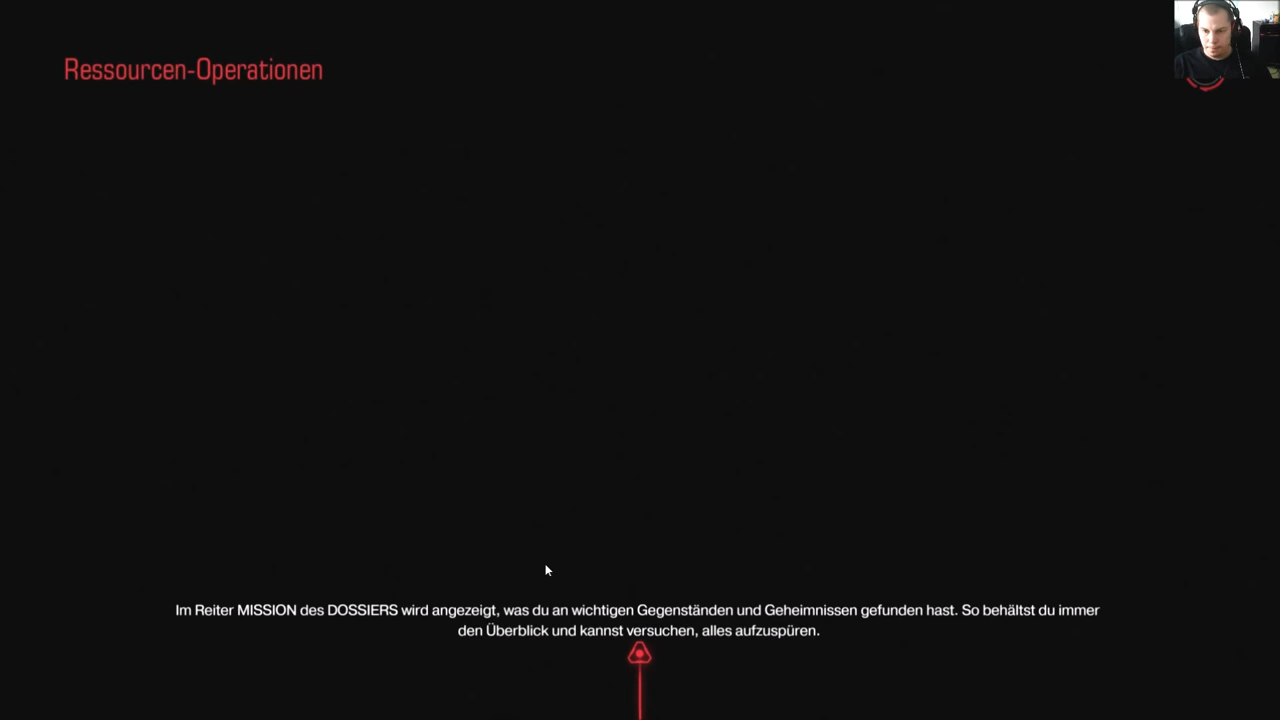 Ressourcen-Operationen
Im Reiter MISSION des DOSSIERS wird angezeigt, was du an wichtigen Gegenständen und Geheimnissen gefunden hast. So behältst du immer
den Überblick und kannst versuchen, alles aufzuspüren.